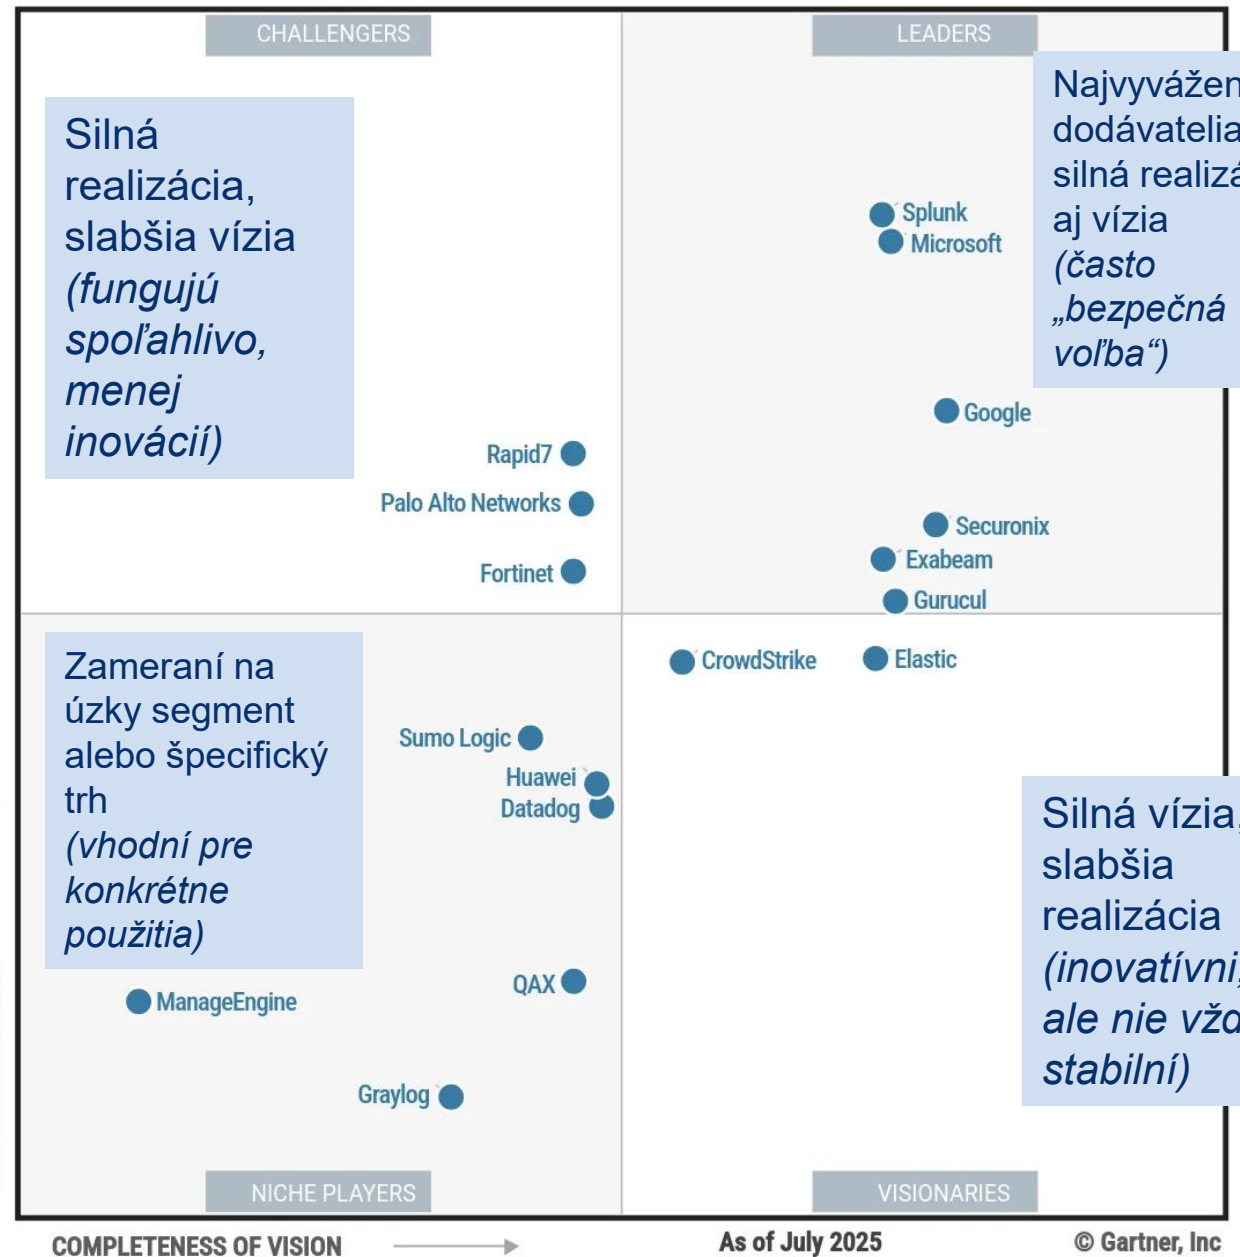 CHALLENGERS
LEADERS
Silná
realizácia,
slabšia vízia
(fungujú
spoľahlivo,
menej
inovácií)
Najvyvážen
dodávatelia
silná realizá
aj vízia
(často
„bezpečná
voľba“)
Splunk
Microsoft
Google
Rapid7
Palo Alto Networks
Fortinet
Securonix
Exabeam
Gurucul
CrowdStrike
Elastic
Zameraní na
úzky segment
alebo špecifický
trh
(vhodní pre
konkrétne
použitia)
Sumo Logic
Huawei
Datadog
QAX
ManageEngine
Graylog
Silná vízia,
slabšia
realizácia
(inovatívni,
ale nie vžd
stabilní)
NICHE PLAYERS
VISIONARIES
COMPLETENESS OF VISION
As of July 2025
© Gartner, Inc